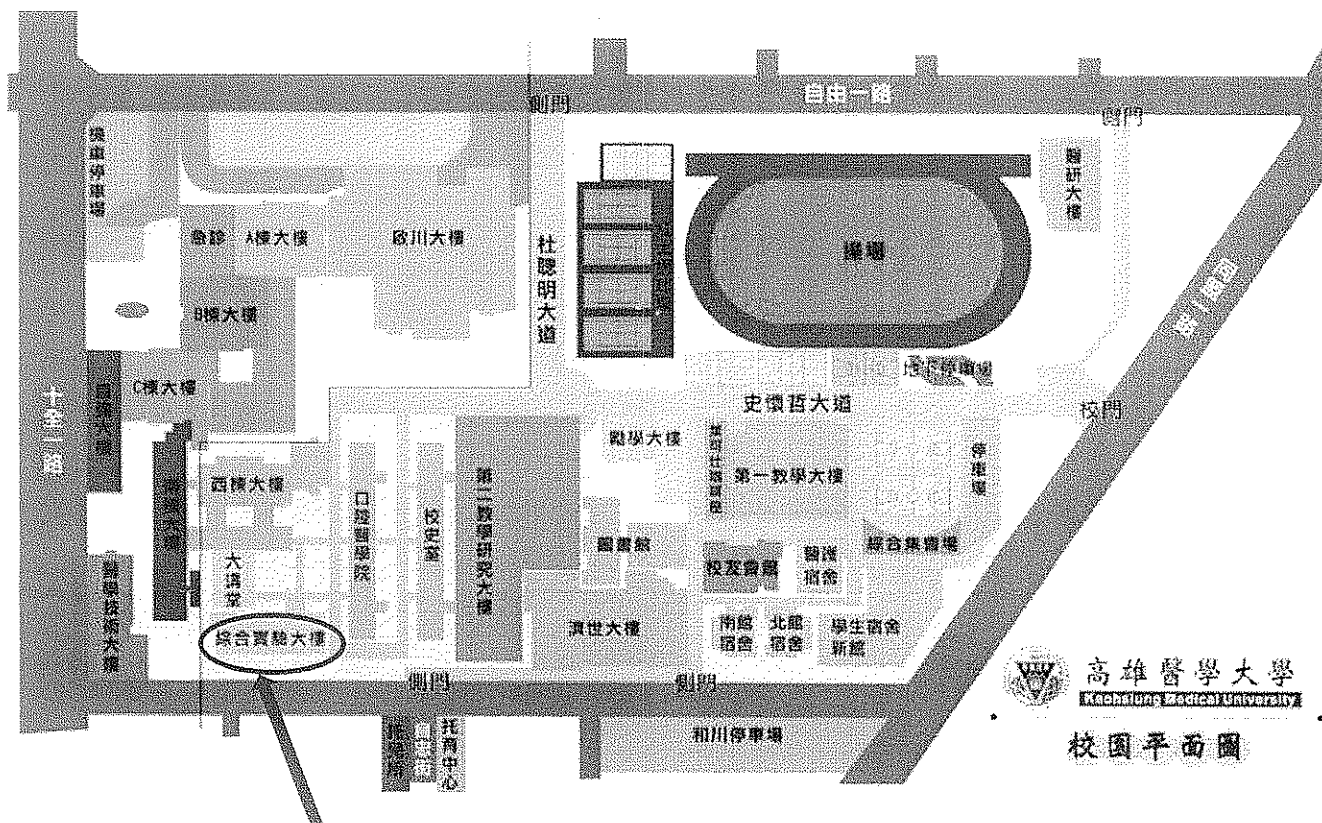 自由一路
側門
側門
機車停車場
醫研大樓
急診
A棟大樓
啟川大樓
杜聰明大道
操場
同盟二路
B棟大樓
C棟大樓
地下停車場
十全一路
史懷哲大道
校門
勵學大樓
停車場
西棟大樓
第一教學大樓
口腔醫學院
校史室
第二教學研究大樓
圖書館
綜合集會場
校友會館
醫護
宿舍
大講堂
濟世大樓
南館
宿舍
北館
宿舍
學生宿舍
新館
綜合實驗大樓
側門
側門
托育中心
和川停車場
高雄醫學大學
Kaohsiung Medical University
校園平面圖